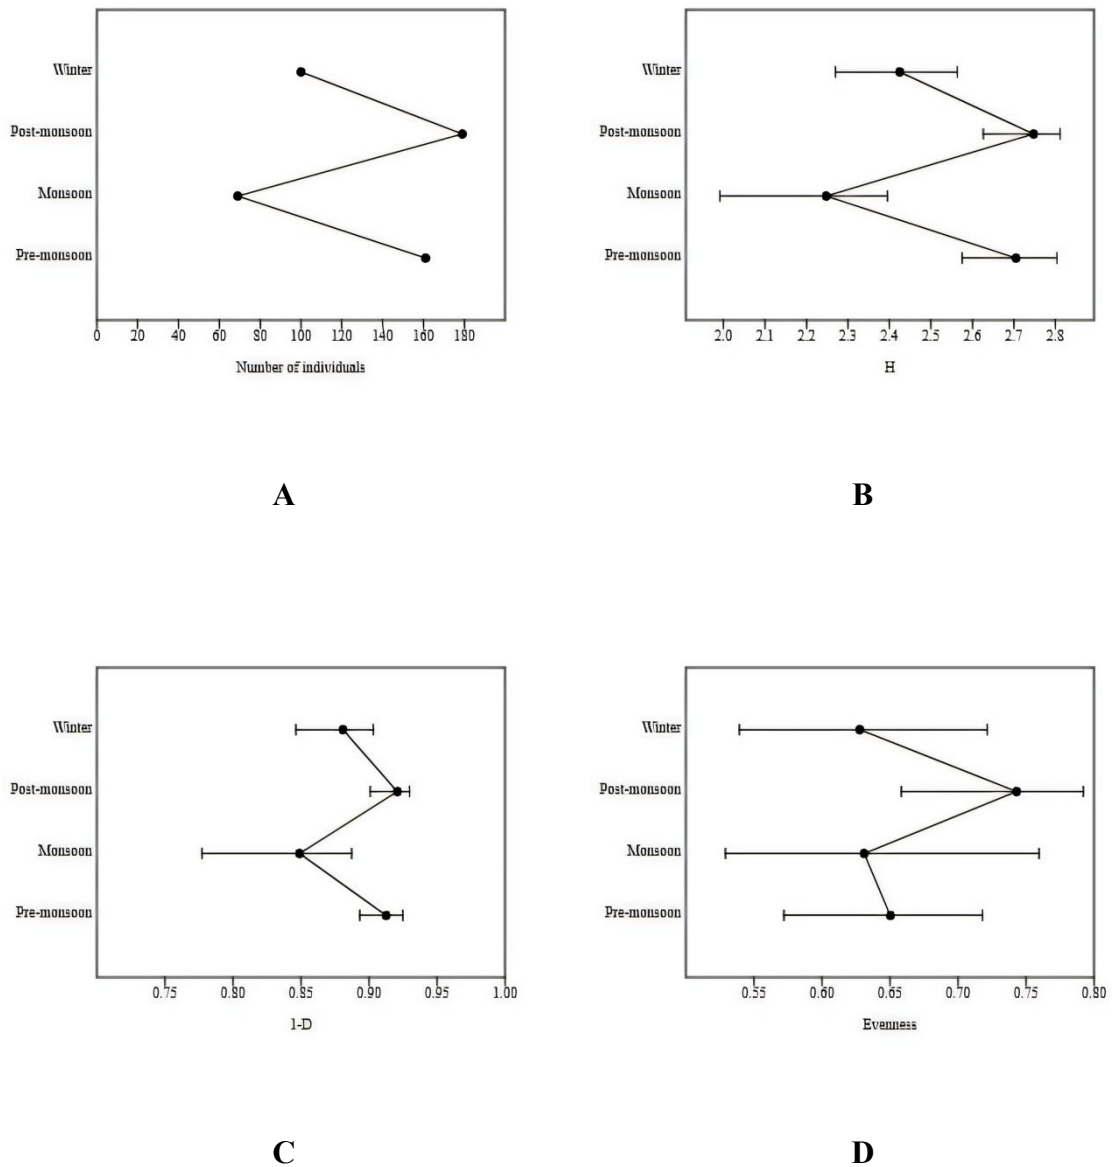 Winter
Post-monsoon
Monsoon
Pre-monsoon
0 20 40 60 80 100 120 140 160 180
Number of individuals
A
Winter
Post-monsoon
Monsoon
Pre-monsoon
2.0 2.1 2.2 2.3 2.4 2.5 2.6 2.7 2.8
H
B
Winter
Post-monsoon
Monsoon
Pre-monsoon
0.75 0.80 0.85 0.90 0.95 1.00
1-D
C
Winter
Post-monsoon
Monsoon
Pre-monsoon
0.55 0.60 0.65 0.70 0.75 0.80
Evenness
D